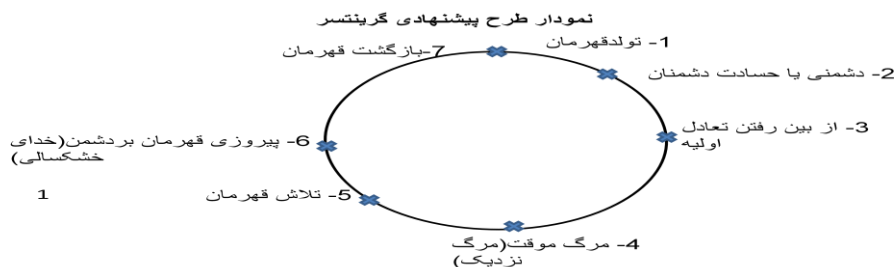 نمودار طرح پیشنهادی گرینتسر
1- تولدقهرمان
2- دشمنی یا حسادت دشمنان
3- از بین رفتن تعادل
اولیه
4- مرگ موقت(مرگ
نزدیک)
5- تلاش قهرمان
6- پیروزی قهرمان بردشمن(خدای
خشکسالی)
7-بازگشت قهرمان
1